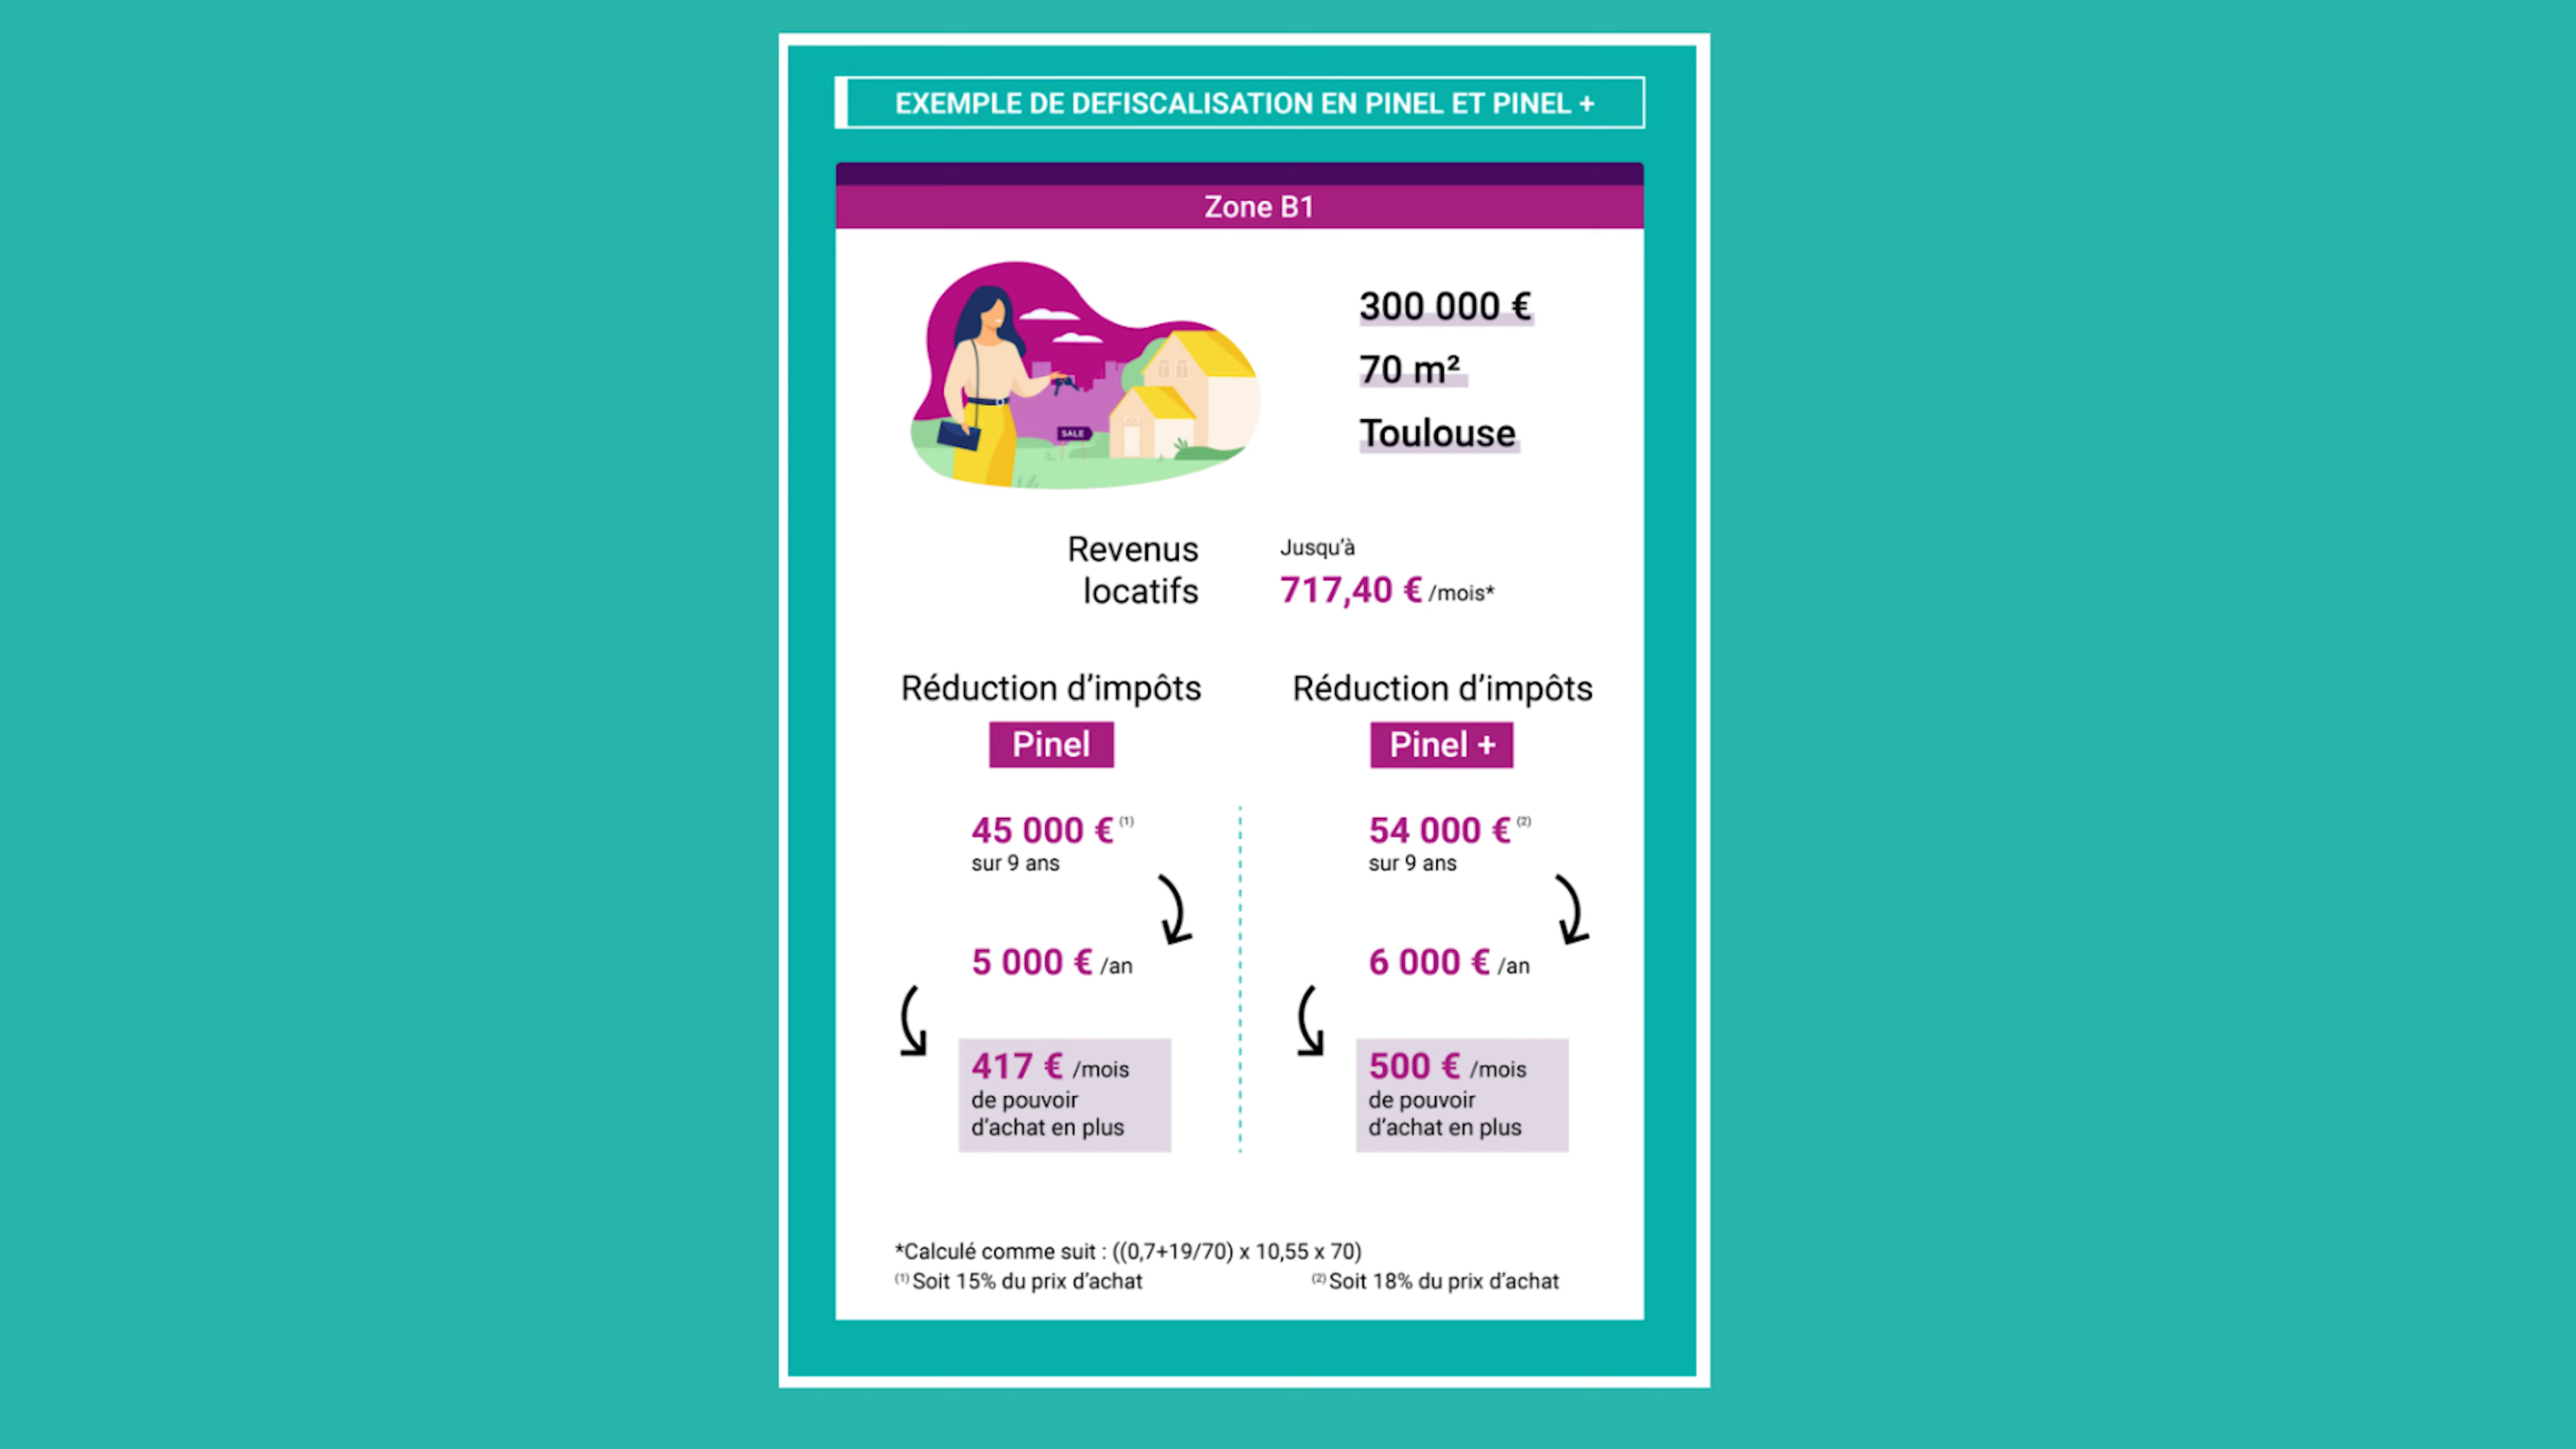 EXEMPLE DE DEFISCALISATION EN PINEL ET PINEL +
Zone B1
300 000 €
70 m²
Toulouse
SALE
Revenus
locatifs
Jusqu’à
717,40 € /mois*
Réduction d’impôts
Pinel
45 000 € (1)
sur 9 ans
5 000 € /an
417 € /mois
de pouvoir
d’achat en plus
Réduction d’impôts
Pinel +
54 000 € (2)
sur 9 ans
6 000 € /an
500 € /mois
de pouvoir
d’achat en plus
*Calculé comme suit : ((0,7+19/70) x 10,55 x 70)
(1) Soit 15% du prix d’achat
(2) Soit 18% du prix d’achat